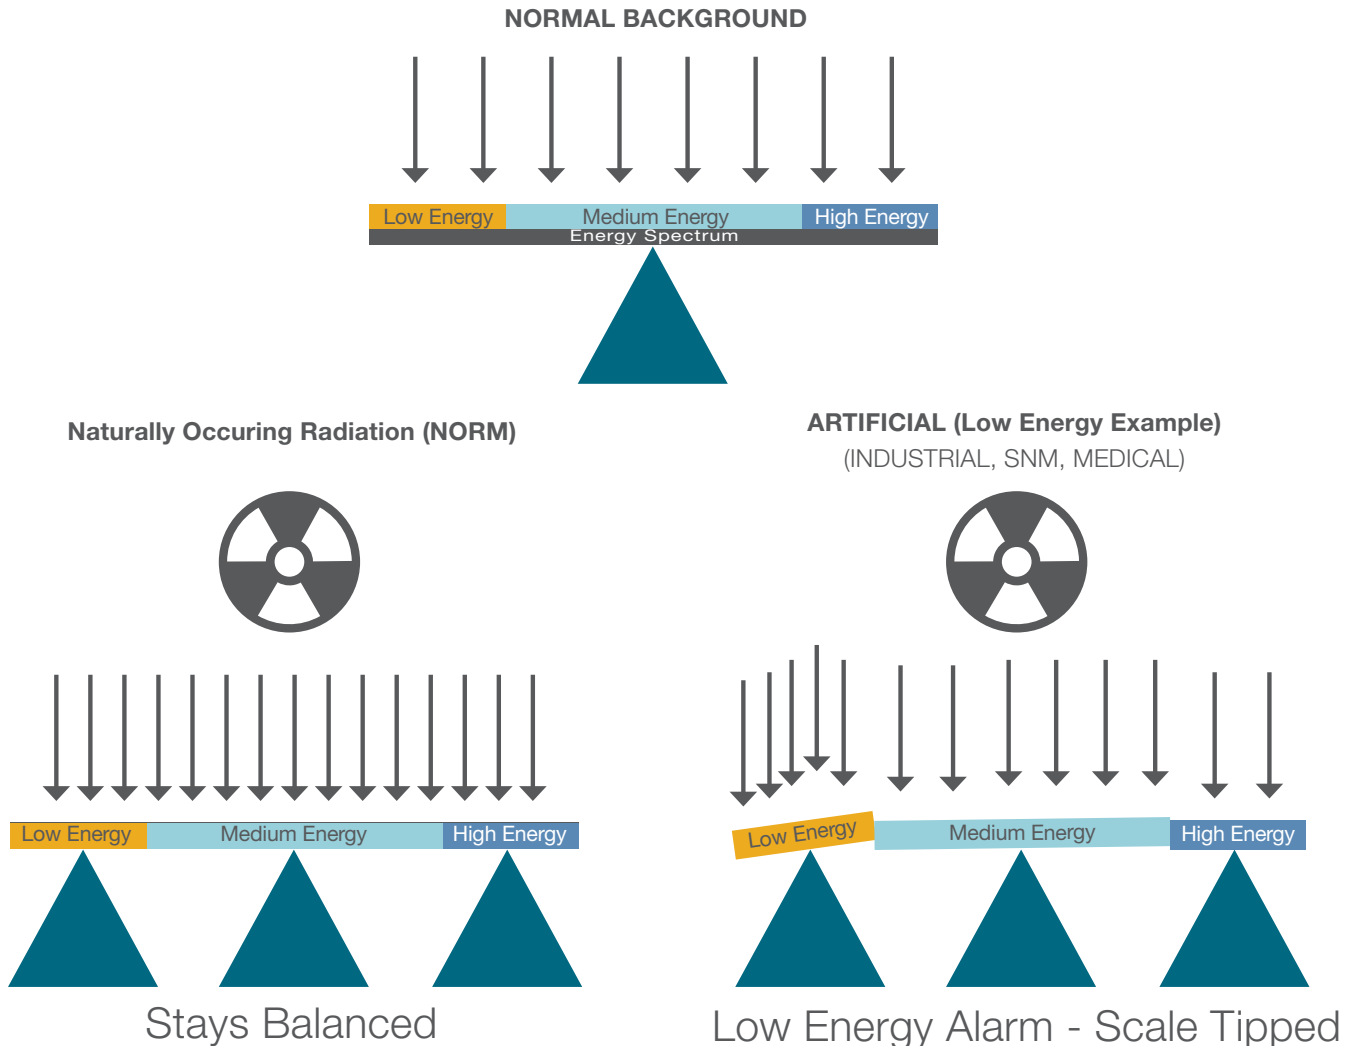 NORMAL BACKGROUND
Low Energy Medium Energy High Energy
Energy Spectrum
Naturally Occuring Radiation (NORM)
ARTIFICIAL (Low Energy Example)
(INDUSTRIAL, SNM, MEDICAL)
Low Energy Medium Energy High Energy
Low Energy Medium Energy High Energy
Stays Balanced
Low Energy Alarm - Scale Tipped